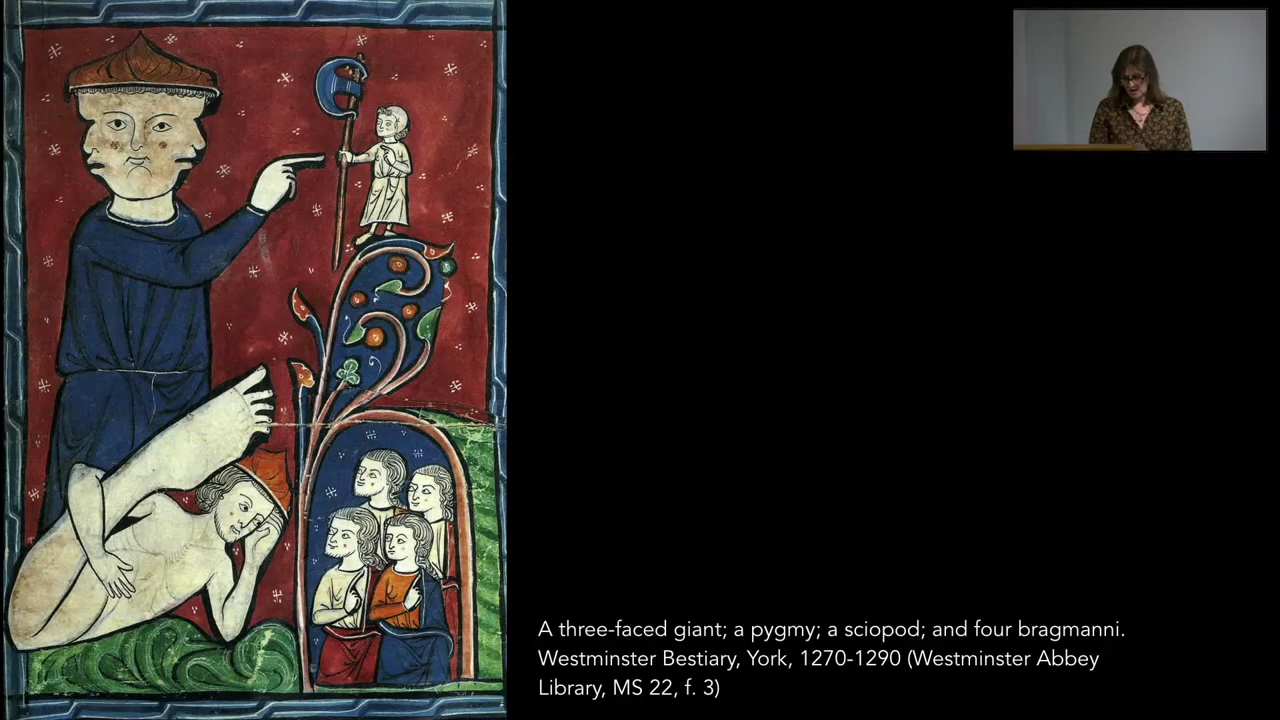 A three-faced giant; a pygmy; a sciopod; and four bragmanni.
Westminster Bestiary, York, 1270-1290 (Westminster Abbey
Library, MS 22, f. 3)